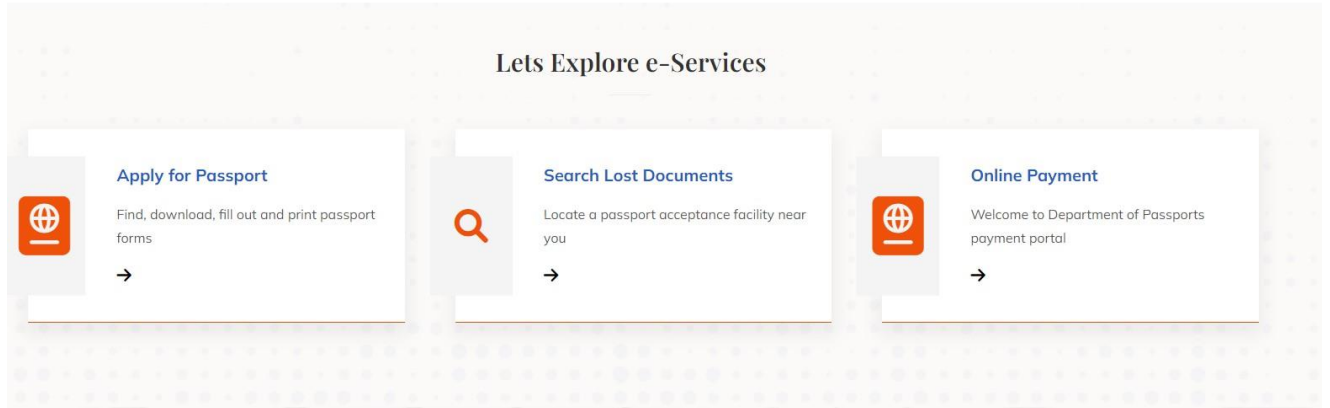 Lets Explore e-Services
Apply for Passport
Find, download, fill out and print passport
forms
Search Lost Documents
Locate a passport acceptance facility near
you
Online Payment
Welcome to Department of Passports
payment portal